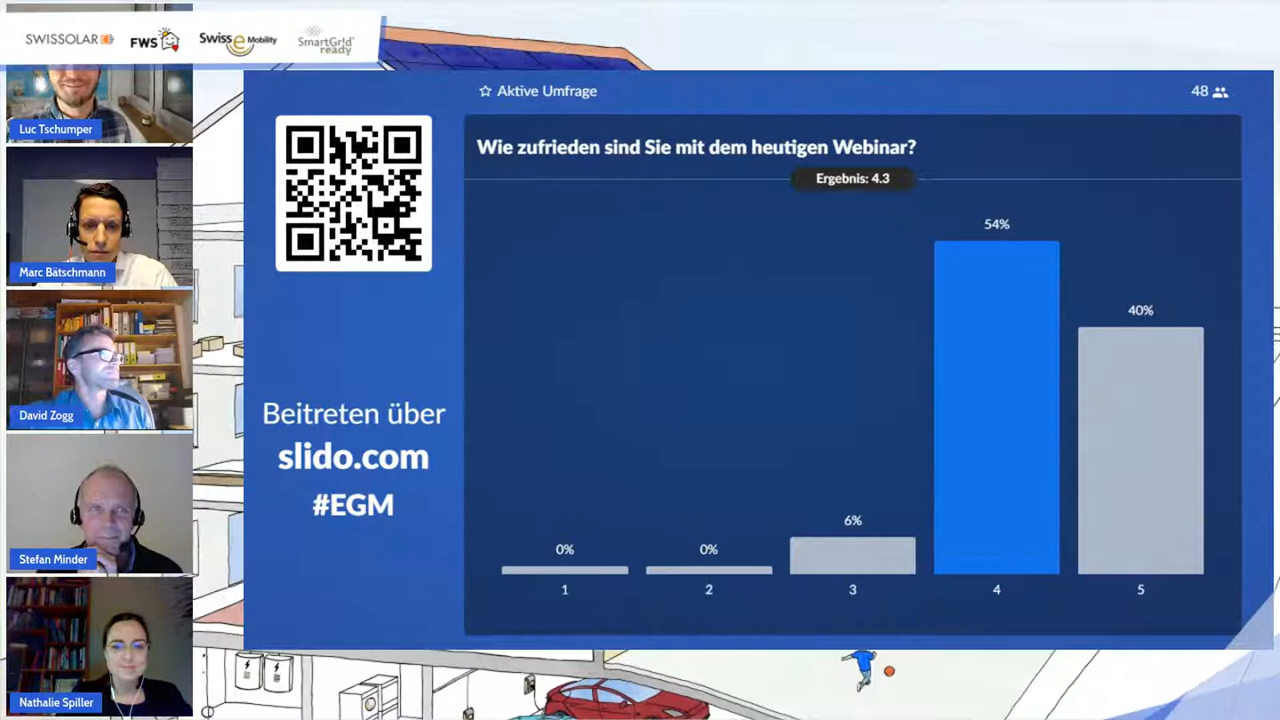 SWISSOLAR
FWS
Swiss e Mobility
SmartGrid ready
Luc Tschumper
Marc Bätschmann
David Zogg
Stefan Minder
Nathalie Spiller
Beitreten über
slido.com
#EGM
Aktive Umfrage
48
Wie zufrieden sind Sie mit dem heutigen Webinar?
Ergebnis: 4.3
0%
0%
6%
54%
40%
1
2
3
4
5